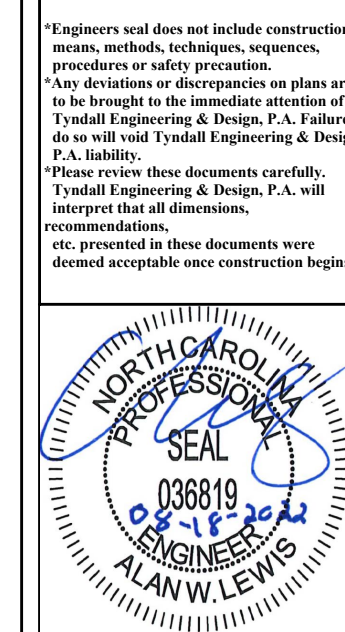 *Engineers seal does not include construction
means, methods, techniques, sequences,
procedures or safety precaution.
*Any deviations or discrepancies on plans ar
to be brought to the immediate attention of
Tyndall Engineering & Design, P.A. Failure
do so will void Tyndall Engineering & Desig
P.A. liability.
*Please review these documents carefully.
Tyndall Engineering & Design, P.A. will
interpret that all dimensions,
recommendations,
etc. presented in these documents were
deemed acceptable once construction begins
NORTH CAROLINA
PROFESSIONAL
SEAL
036819
08-18-2022
ENGINEER
ALAN W. LEWIS